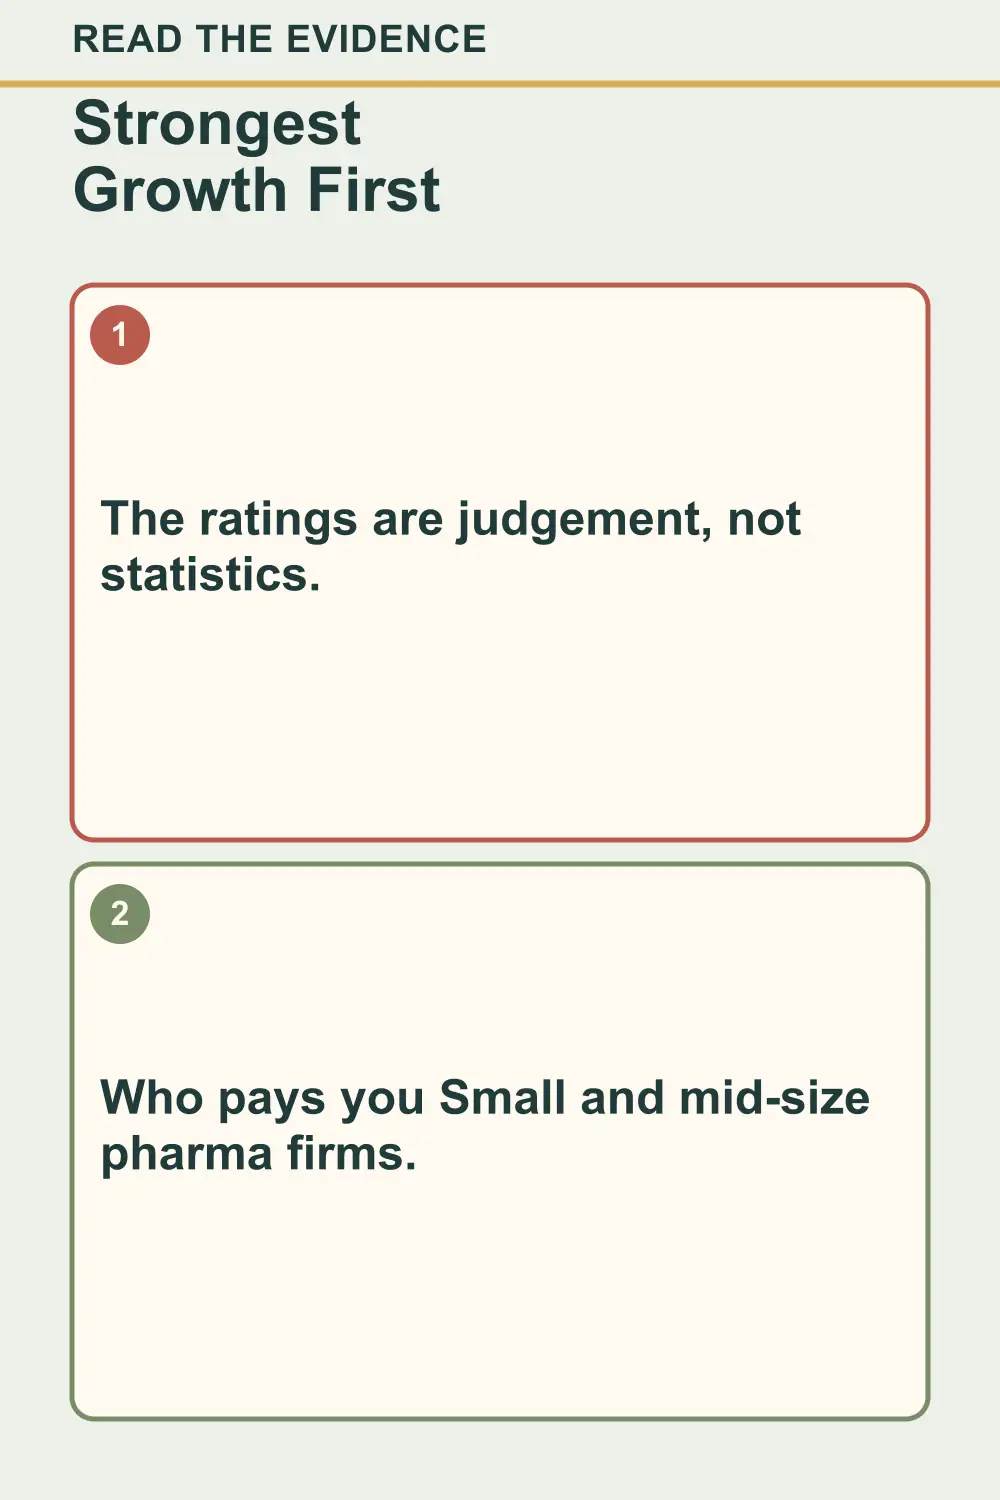 READ THE EVIDENCE
Strongest
Growth First
1
The ratings are judgement, not
statistics.
2
Who pays you Small and mid-size
pharma firms.